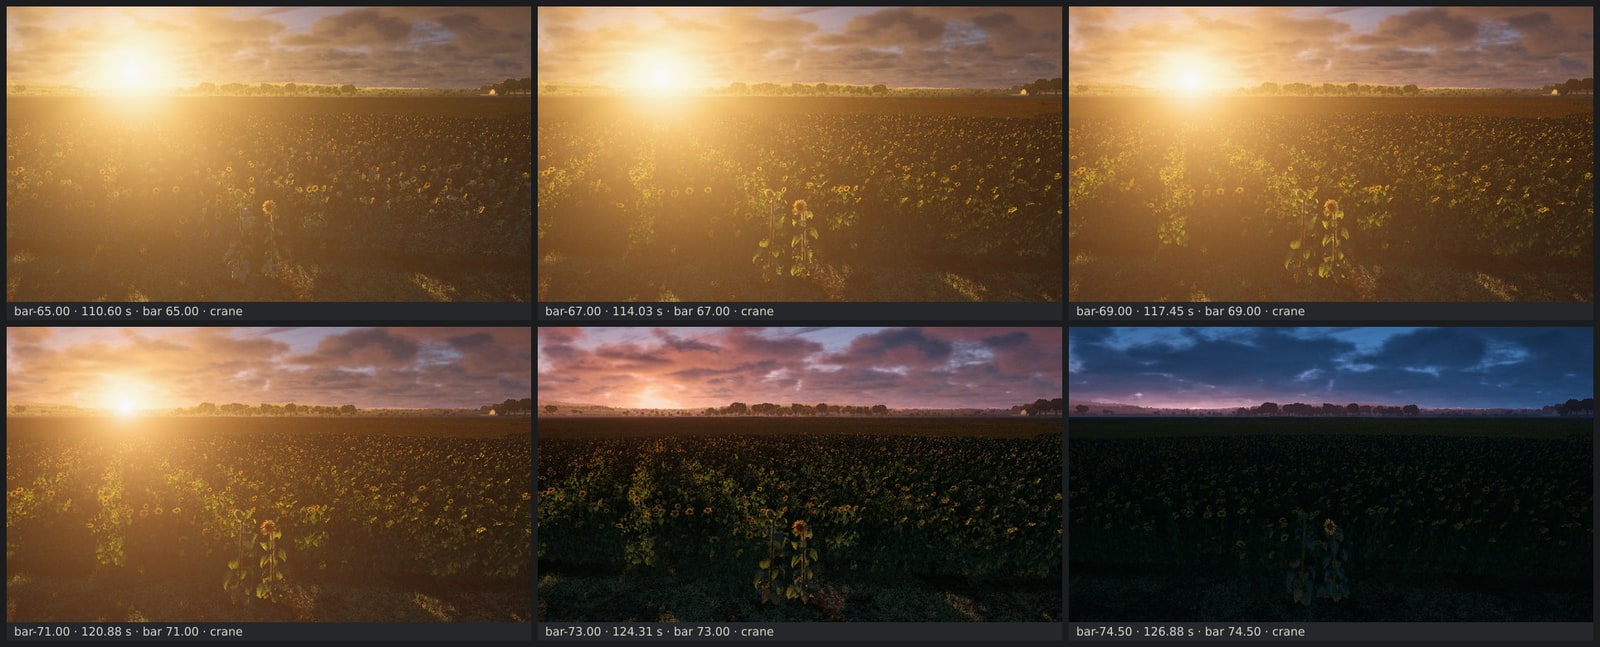 bar-65.00 · 110.60 s · bar 65.00 · crane
bar-67.00 · 114.03 s · bar 67.00 · crane
bar-69.00 · 117.45 s · bar 69.00 · crane
bar-71.00 · 120.88 s · bar 71.00 · crane
bar-73.00 · 124.31 s · bar 73.00 · crane
bar-74.50 · 126.88 s · bar 74.50 · crane